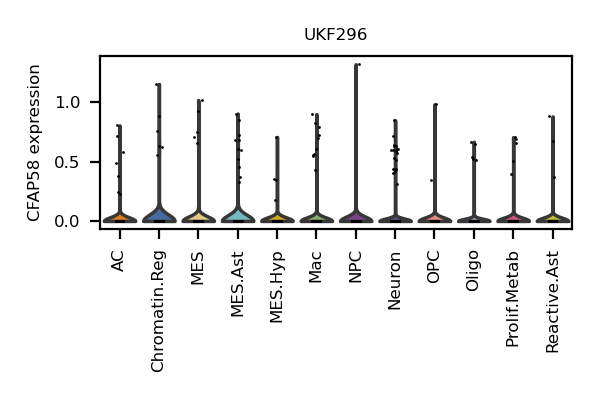 UKF296
CFAP58 expression
1.0
0.5
0.0
AC
Chromatin.Reg
MES
MES.Ast
MES.Hyp
Mac
NPC
Neuron
OPC
Oligo
Prolif.Metab
Reactive.Ast